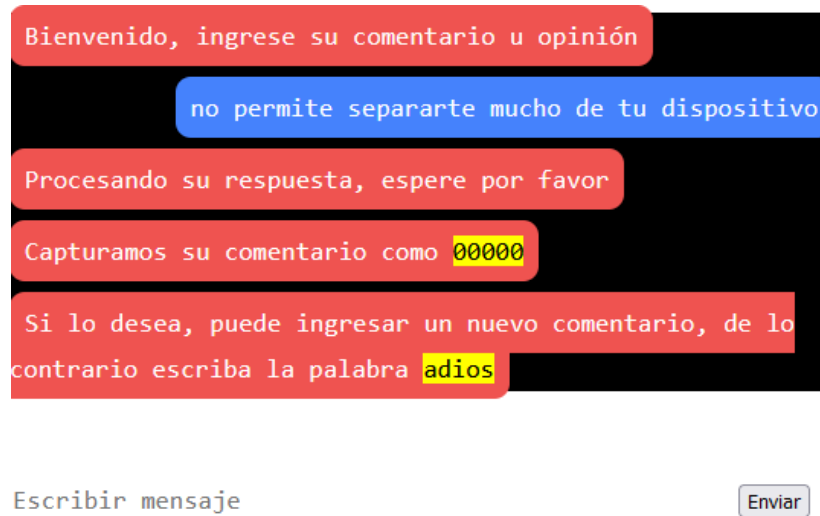 Bienvenido, ingrese su comentario u opinión
no permite separarte mucho de tu dispositivo
Procesando su respuesta, espere por favor
Capturamos su comentario como 00000
Si lo desea, puede ingresar un nuevo comentario, de lo
contrario escriba la palabra adios
Escribir mensaje Enviar